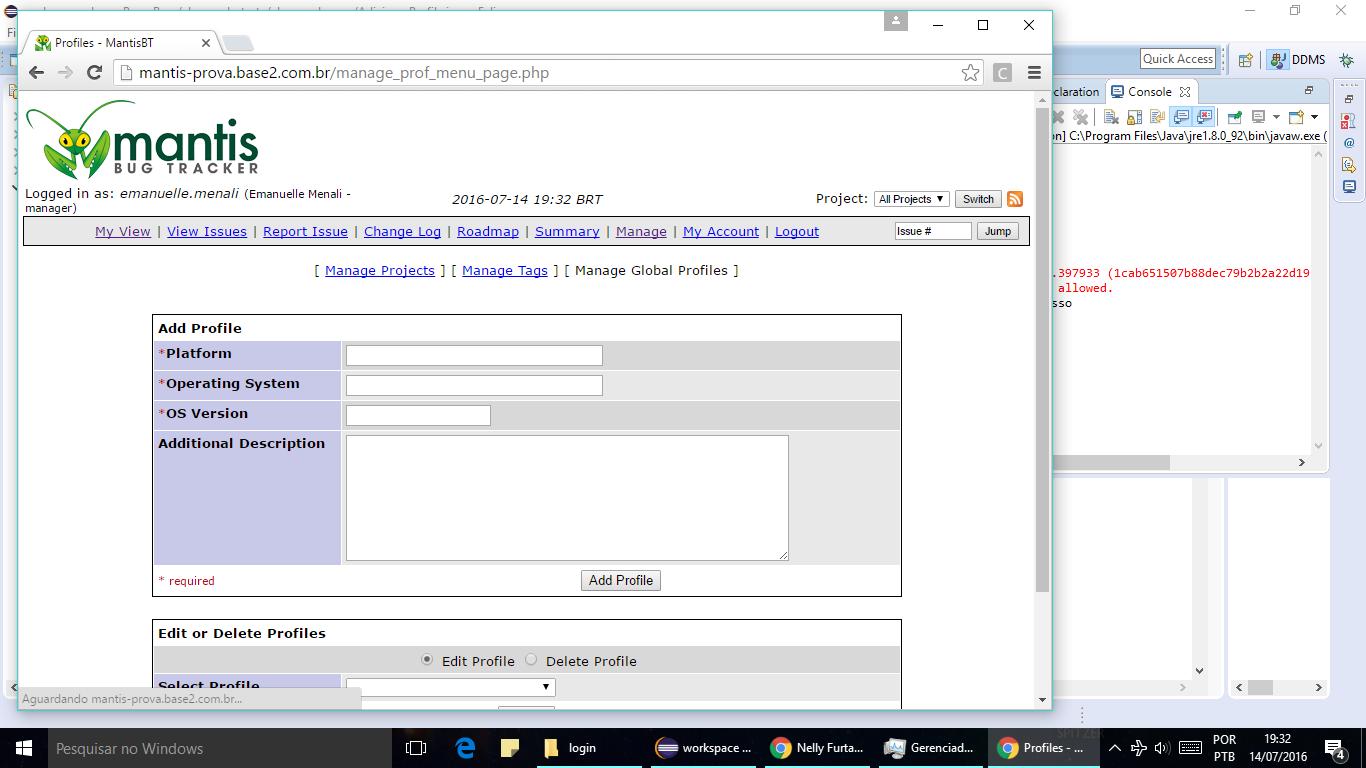 Profiles - MantisBT
mantis-prova.base2.com.br/manage_prof_menu_page.php
Quick Access
DDMS
claration
Console
on] C:\Program Files\Java\jre1.8.0_92\bin\javaw.exe (
mantis
BUG TRACKER
Logged in as: emanuelle.menali (Emanuelle Menali - manager)
2016-07-14 19:32 BRT
Project: All Projects Switch
My View | View Issues | Report Issue | Change Log | Roadmap | Summary | Manage | My Account | Logout
Issue # Jump
[ Manage Projects ] [ Manage Tags ] [ Manage Global Profiles ]
.397933 (1cab651507b88dec79b2b2a22d19
allowed.
sso
Add Profile
*Platform
*Operating System
*OS Version
Additional Description
* required
Add Profile
Edit or Delete Profiles
Edit Profile Delete Profile
Select Profile
Aguardando mantis-prova.base2.com.br...
Pesquisar no Windows
login
workspace ...
Nelly Furta...
Gerenciad...
Profiles - ...
POR
PTB
19:32
14/07/2016
4